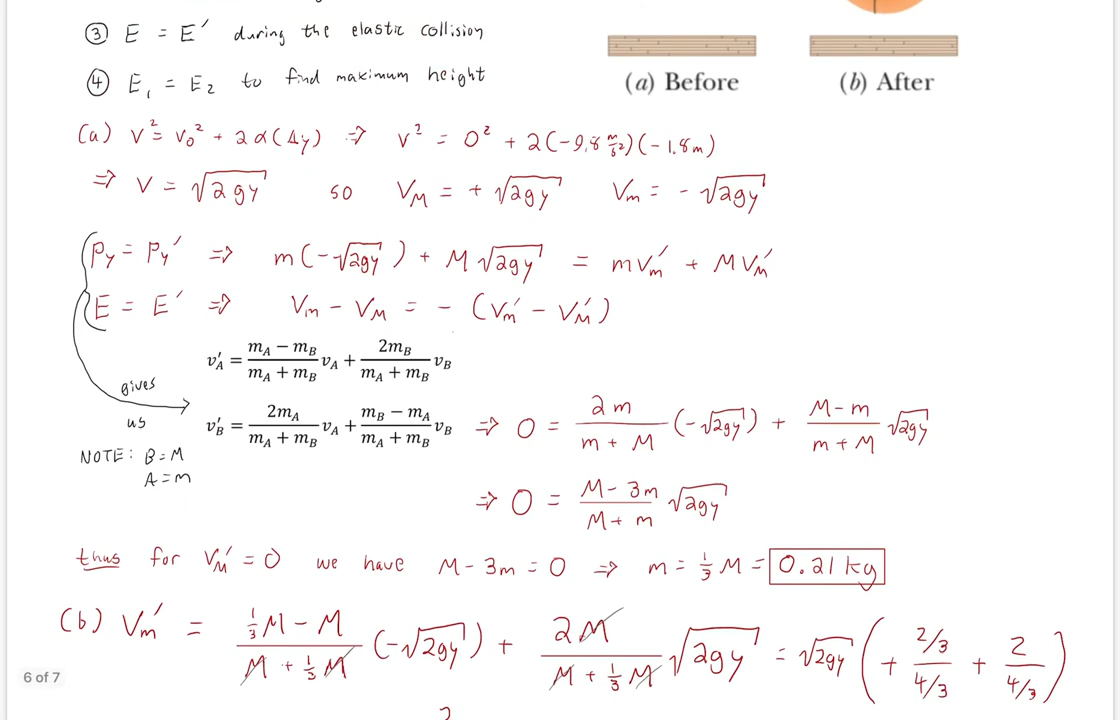 ③ E = E′ during the elastic collision
④ E₁ = E₂ to find maximum height
(a) Before (b) After
(a) V² = V₀² + 2a(Δy) ⇒ V² = 0² + 2(-9.8 m/s²)(-1.8m)
⇒ V = √2gy so V_M = + √2gy V_m = - √2gy
P_y = P_y′ ⇒ m(-√2gy) + M√2gy = mV_m′ + MV_M′
E = E′ ⇒ V_m - V_M = - (V_m′ - V_M′)
v′_A = (m_A − m_B)/(m_A + m_B) v_A + 2m_B/(m_A + m_B) v_B
gives us
v′_B = 2m_A/(m_A + m_B) v_A + (m_B − m_A)/(m_A + m_B) v_B ⇒ 0 = 2m/(m + M) (-√2gy) + (M - m)/(m + M) √2gy
NOTE: B = M
A = m
⇒ 0 = (M - 3m)/(M + m) √2gy
thus for V_M′ = 0 we have M - 3m = 0 ⇒ m = ⅓ M = 0.21 kg
(b) V_m′ = (⅓M - M)/(M + ⅓M) (-√2gy) + 2M/(M + ⅓M) √2gy = √2gy (+ (2/3)/(4/3) + 2/(4/3))
6 of 7